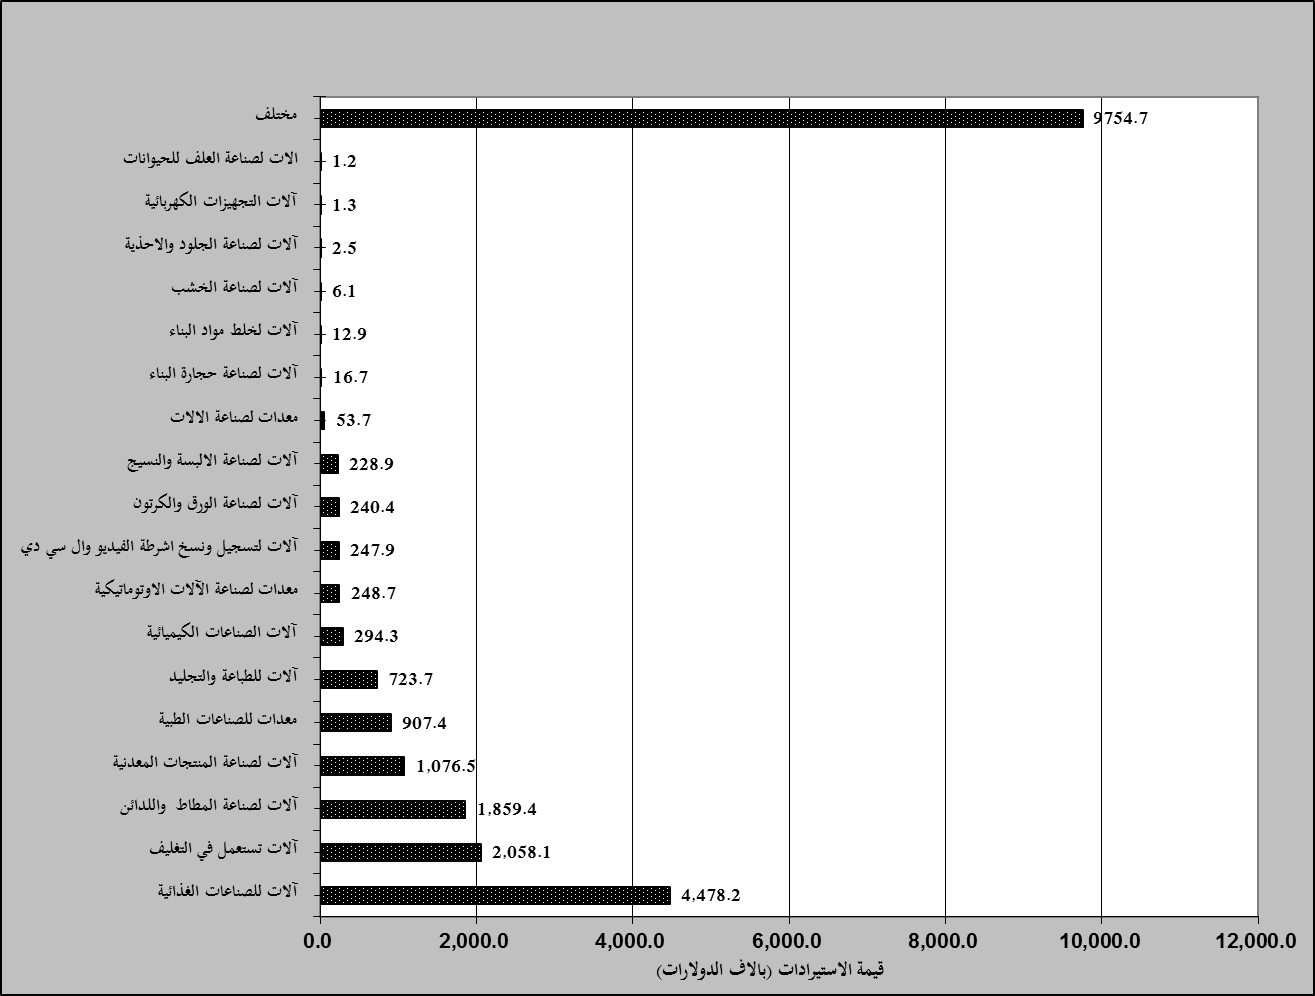 مختلف 9754.7
الات لصناعة العلف للحيوانات 1.2
آلات التجهيزات الكهربائية 1.3
آلات لصناعة الجلود والاحذية 2.5
آلات لصناعة الخشب 6.1
آلات لخلط مواد البناء 12.9
آلات لصناعة حجارة البناء 16.7
معدات لصناعة الالات 53.7
آلات لصناعة الالبسة والنسيج 228.9
آلات لصناعة الورق والكرتون 240.4
آلات لتسجيل ونسخ اشرطة الفيديو وال سي دي 247.9
معدات لصناعة الآلات الاوتوماتيكية 248.7
آلات الصناعات الكيميائية 294.3
آلات للطباعة والتجليد 723.7
معدات للصناعات الطبية 907.4
آلات لصناعة المنتجات المعدنية 1,076.5
آلات لصناعة المطاط واللدائن 1,859.4
آلات تستعمل في التغليف 2,058.1
آلات للصناعات الغذائية 4,478.2
0.0 2,000.0 4,000.0 6,000.0 8,000.0 10,000.0 12,000.0
قيمة الاستيرادات (بالاف الدولارات)